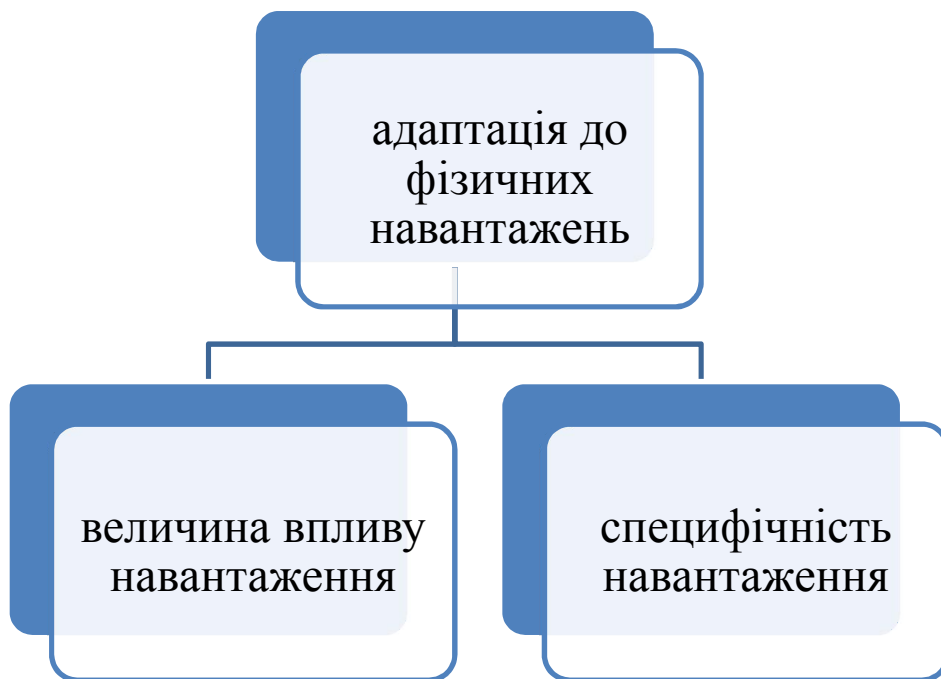 адаптація до
фізичних
навантажень
величина впливу
навантаження
специфічність
навантаження